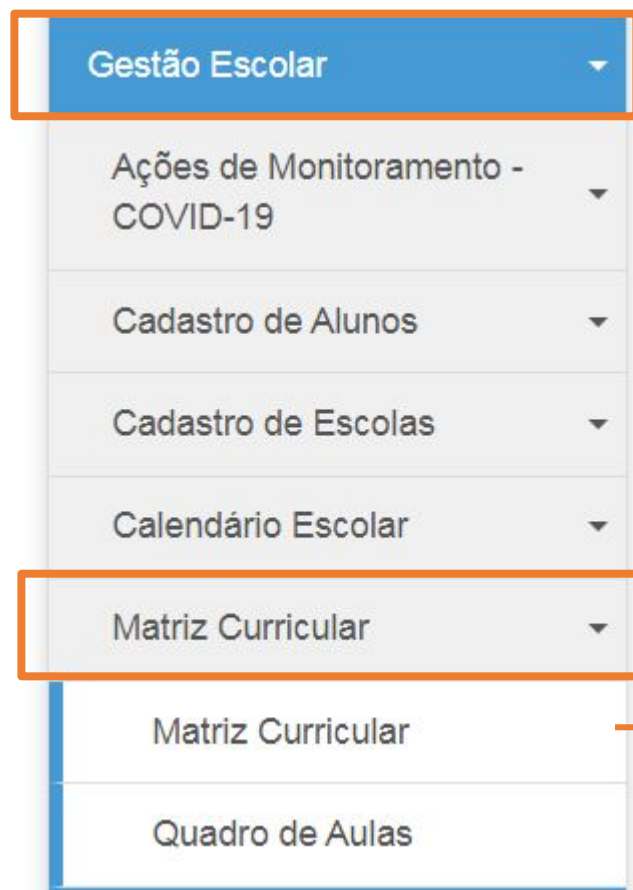 Gestão Escolar
Ações de Monitoramento -
COVID-19
Cadastro de Alunos
Cadastro de Escolas
Calendário Escolar
Matriz Curricular
Matriz Curricular
Quadro de Aulas